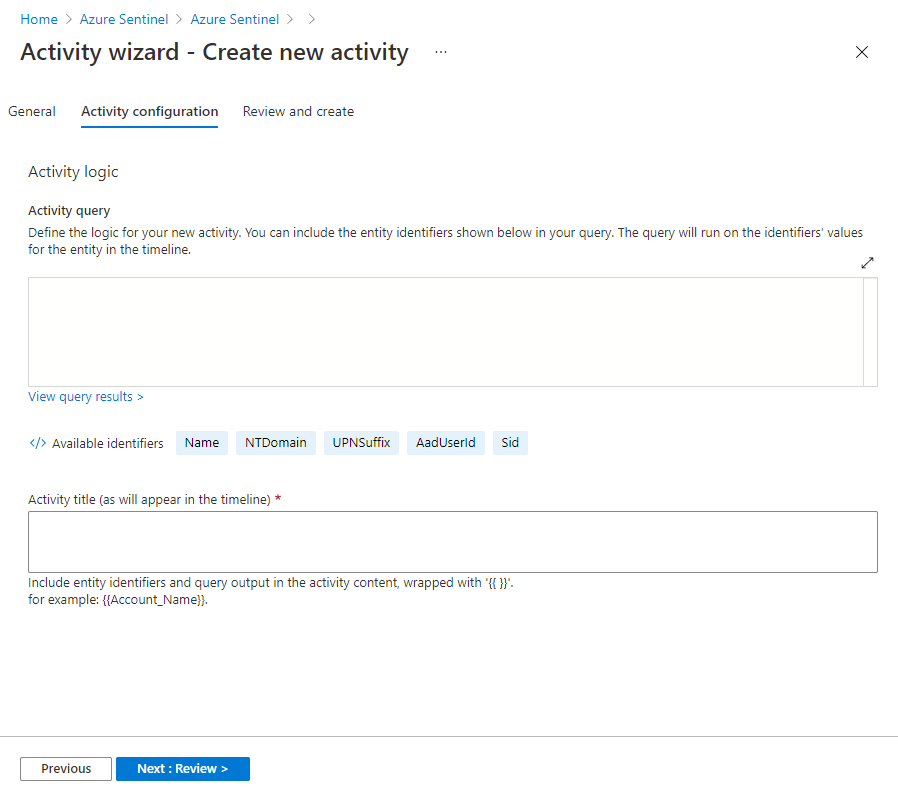 Home > Azure Sentinel > Azure Sentinel > >
Activity wizard - Create new activity ...
General Activity configuration Review and create
Activity logic
Activity query
Define the logic for your new activity. You can include the entity identifiers shown below in your query. The query will run on the identifiers' values
for the entity in the timeline.
View query results >
</> Available identifiers Name NTDomain UPNSuffix AadUserId Sid
Activity title (as will appear in the timeline) *
Include entity identifiers and query output in the activity content, wrapped with '{{ }}'.
for example: {{Account_Name}}.
Previous Next : Review >